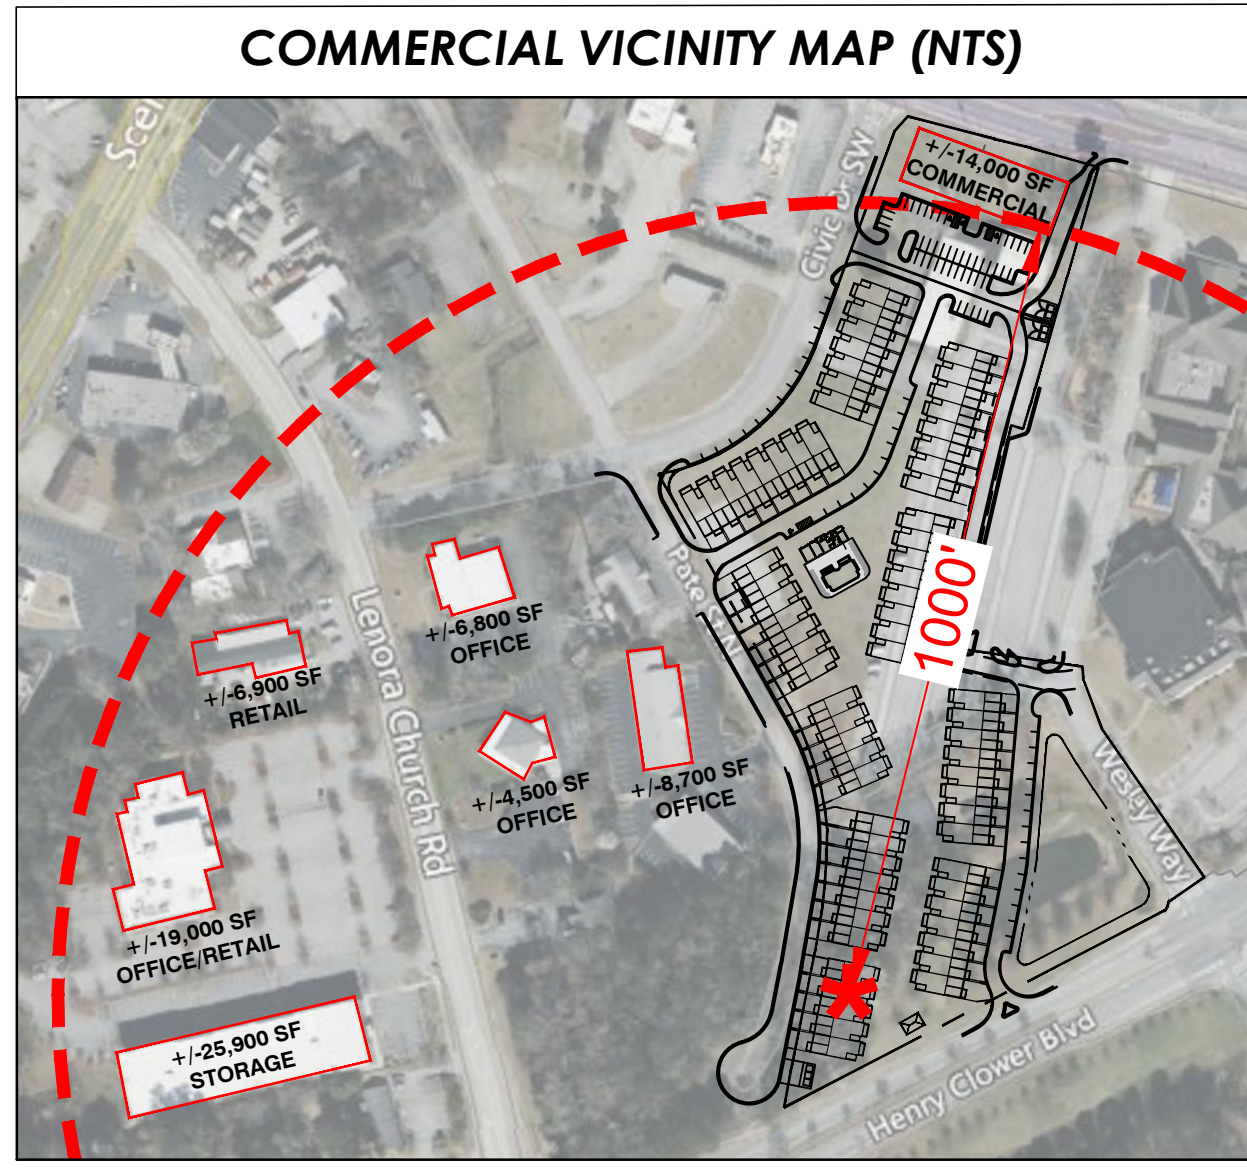 COMMERCIAL VICINITY MAP (NTS)
Civic Dr SW
+/-14,000 SF
COMMERCIAL
Lenora Church Rd
+/-6,800 SF
OFFICE
+/-6,900 SF
RETAIL
1000'
+/-4,500 SF
OFFICE
+/-8,700 SF
OFFICE
Wesley Way
+/-19,000 SF
OFFICE/RETAIL
+/-25,900 SF
STORAGE
Henry Clower Blvd